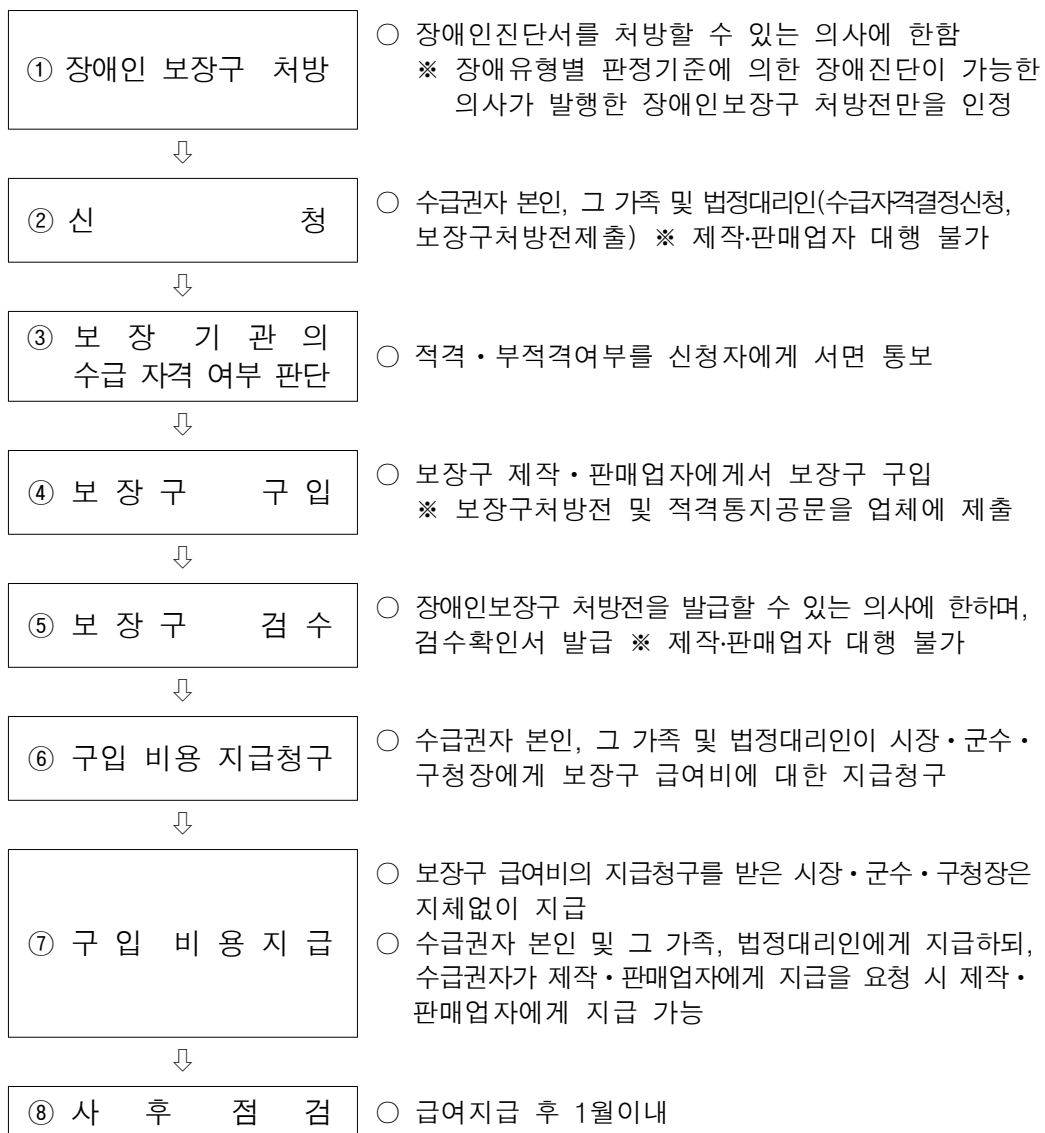 ① 장애인 보장구 처방
○ 장애인진단서를 처방할 수 있는 의사에 한함
※ 장애유형별 판정기준에 의한 장애진단이 가능한
의사가 발행한 장애인보장구 처방전만을 인정
⇩
② 신 청
○ 수급권자 본인, 그 가족 및 법정대리인(수급자격결정신청,
보장구처방전제출) ※ 제작·판매업자 대행 불가
⇩
③ 보 장 기 관 의
수급 자격 여부 판단
○ 적격・부적격여부를 신청자에게 서면 통보
⇩
④ 보 장 구 구 입
○ 보장구 제작・판매업자에게서 보장구 구입
※ 보장구처방전 및 적격통지공문을 업체에 제출
⇩
⑤ 보 장 구 검 수
○ 장애인보장구 처방전을 발급할 수 있는 의사에 한하며,
검수확인서 발급 ※ 제작·판매업자 대행 불가
⇩
⑥ 구입 비용 지급청구
○ 수급권자 본인, 그 가족 및 법정대리인이 시장・군수・
구청장에게 보장구 급여비에 대한 지급청구
⇩
⑦ 구 입 비 용 지 급
○ 보장구 급여비의 지급청구를 받은 시장・군수・구청장은
지체없이 지급
○ 수급권자 본인 및 그 가족, 법정대리인에게 지급하되,
수급권자가 제작・판매업자에게 지급을 요청 시 제작・
판매업자에게 지급 가능
⇩
⑧ 사 후 점 검
○ 급여지급 후 1월이내